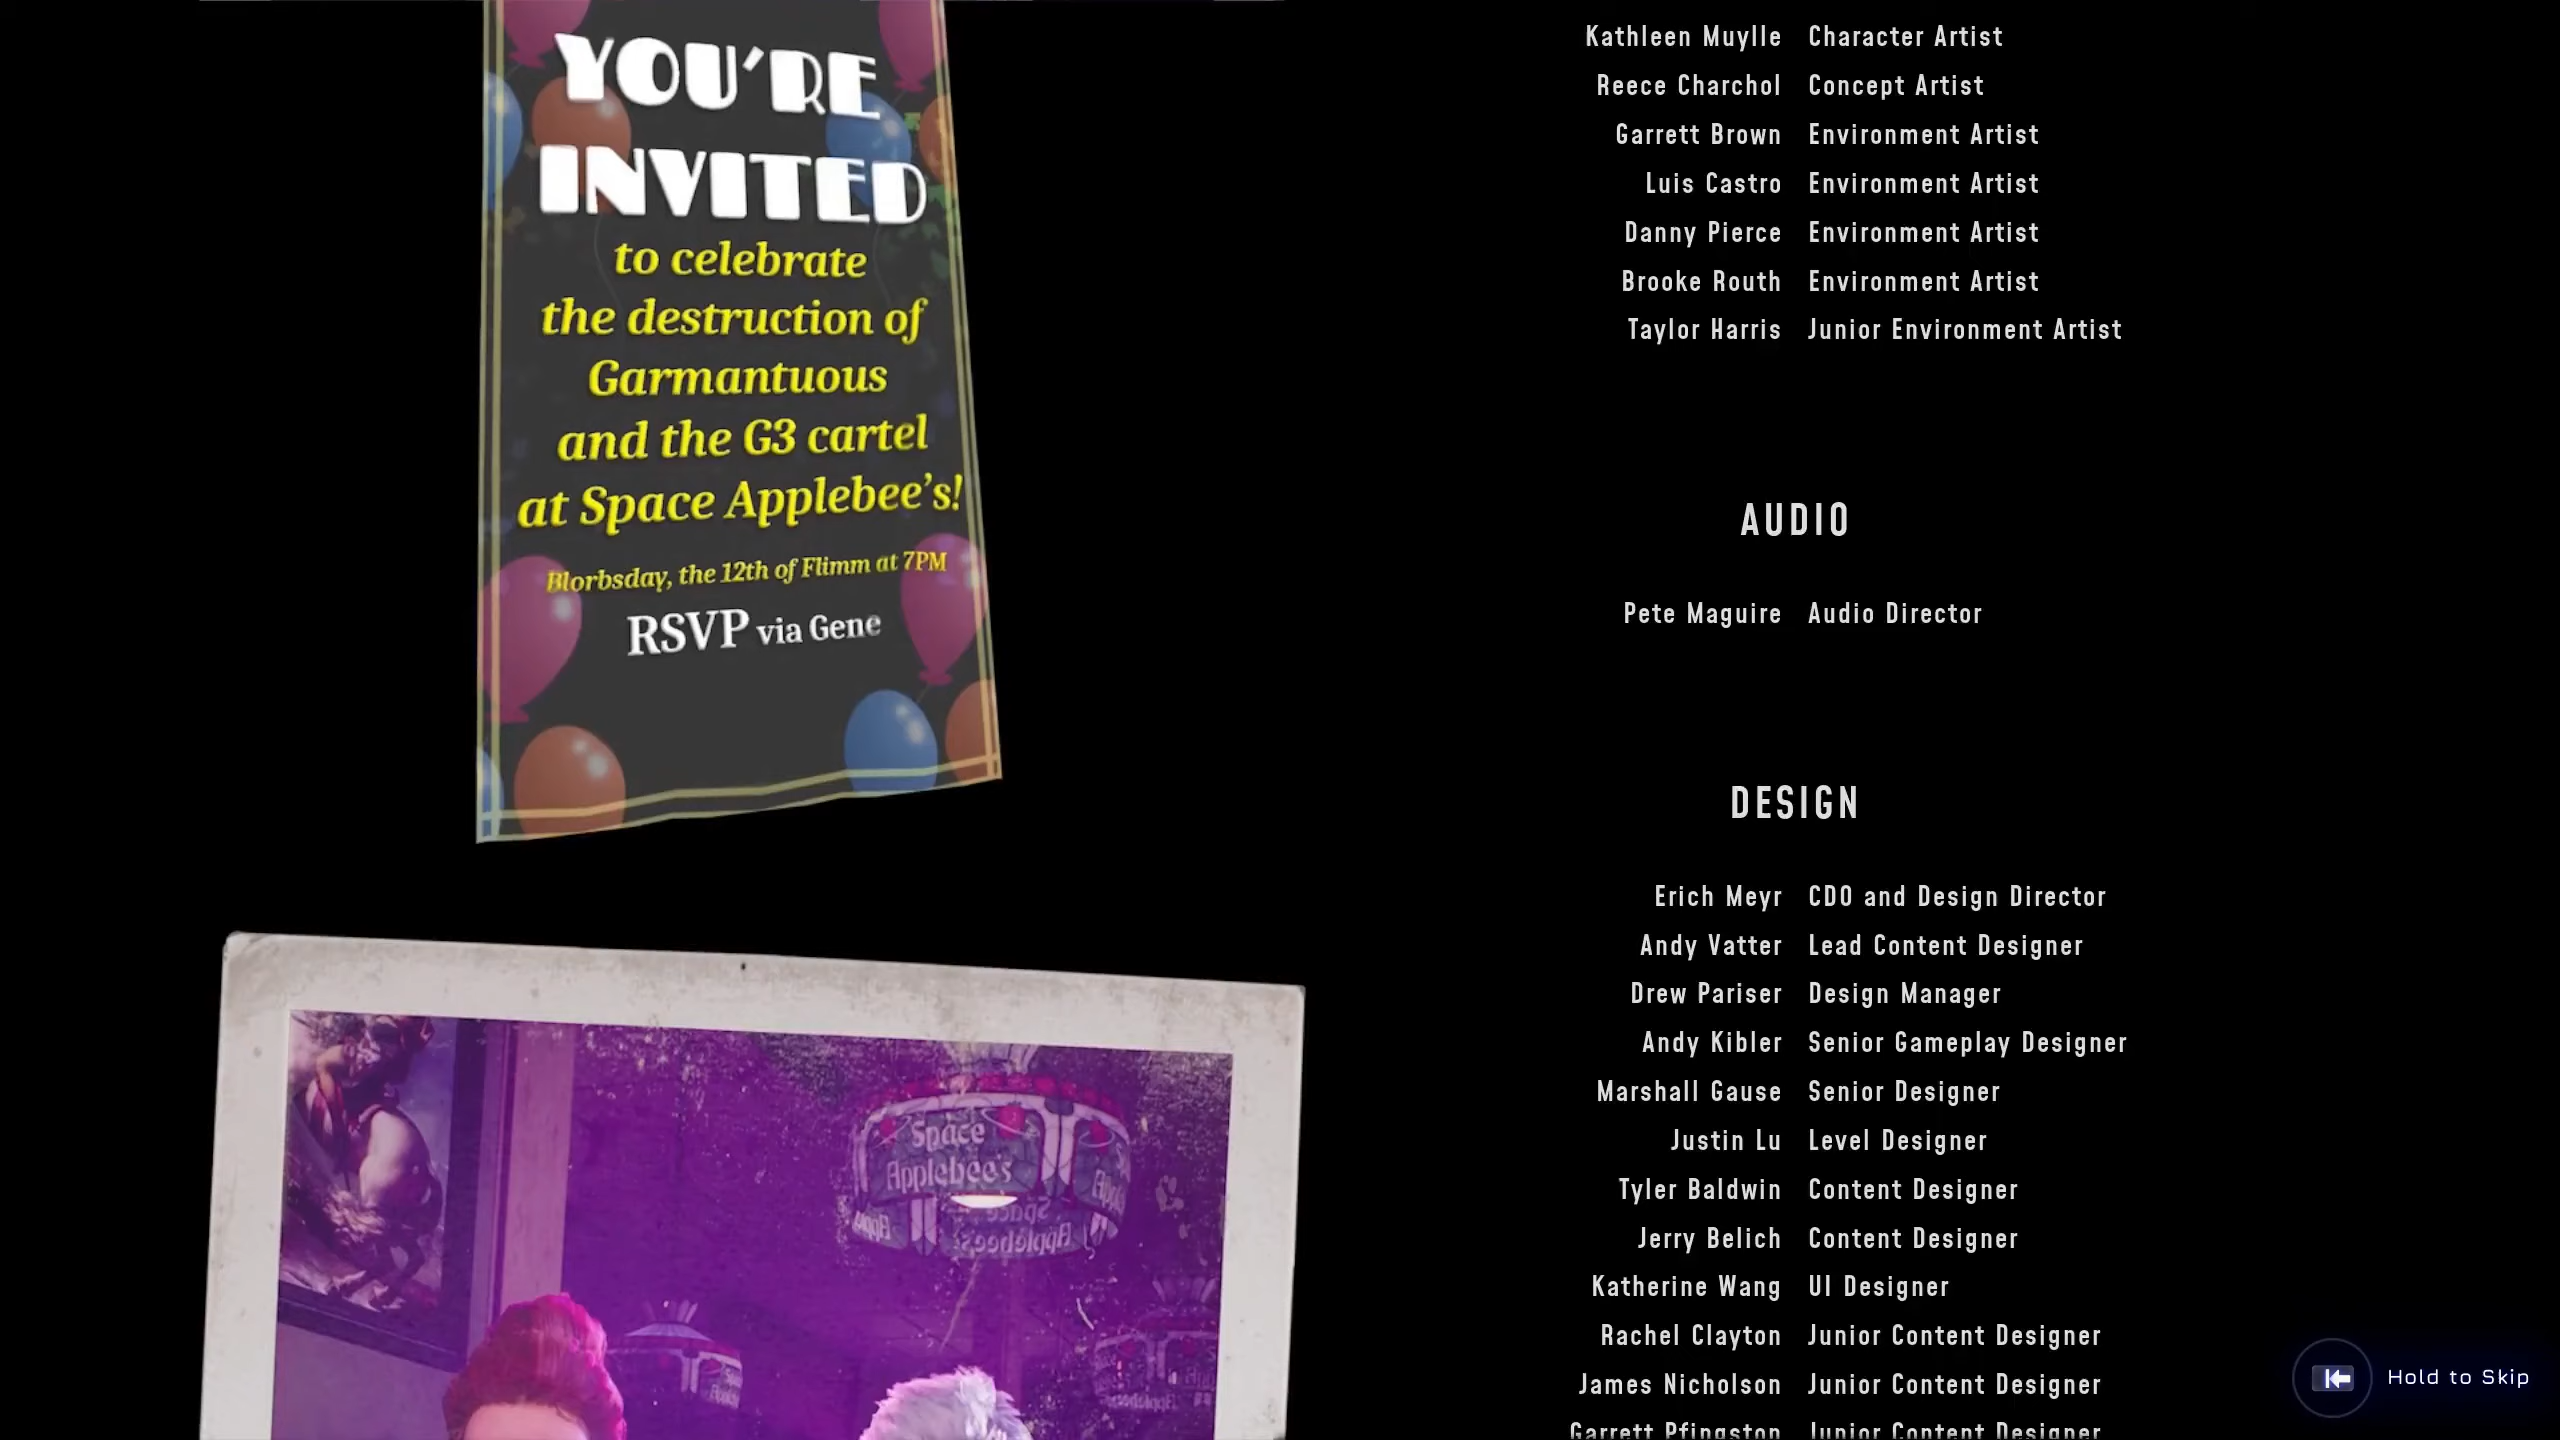 YOU'RE
INVITED
to celebrate
the destruction of
Garmantuous
and the G3 cartel
at Space Applebee's!
Blorbsday, the 12th of Flimm at 7PM
RSVP via Gene
Space
Applebee's
Kathleen Muylle Character Artist
Reece Charchol Concept Artist
Garrett Brown Environment Artist
Luis Castro Environment Artist
Danny Pierce Environment Artist
Brooke Routh Environment Artist
Taylor Harris Junior Environment Artist
AUDIO
Pete Maguire Audio Director
DESIGN
Erich Meyr CDO and Design Director
Andy Vatter Lead Content Designer
Drew Pariser Design Manager
Andy Kibler Senior Gameplay Designer
Marshall Gause Senior Designer
Justin Lu Level Designer
Tyler Baldwin Content Designer
Jerry Belich Content Designer
Katherine Wang UI Designer
Rachel Clayton Junior Content Designer
James Nicholson Junior Content Designer
Garrett Pfingston Junior Content Designer
Hold to Skip